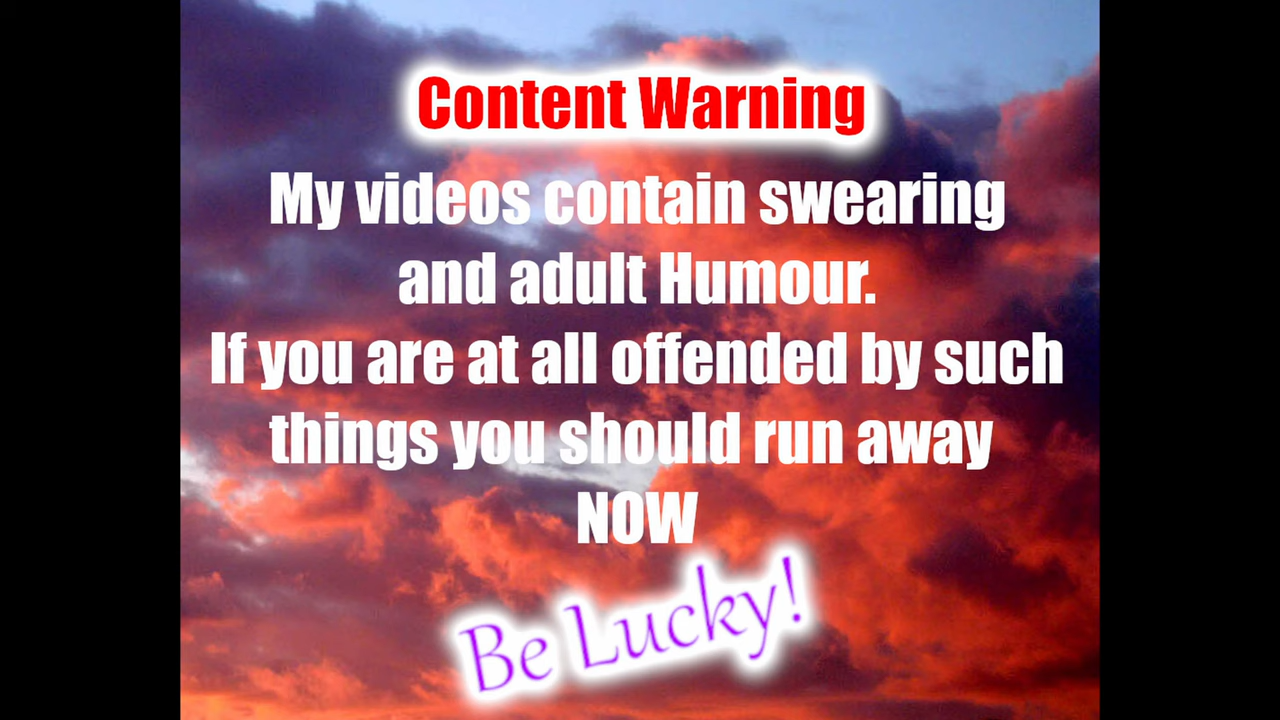 Content Warning
My videos contain swearing
and adult Humour.
If you are at all offended by such
things you should run away
NOW
Be Lucky!